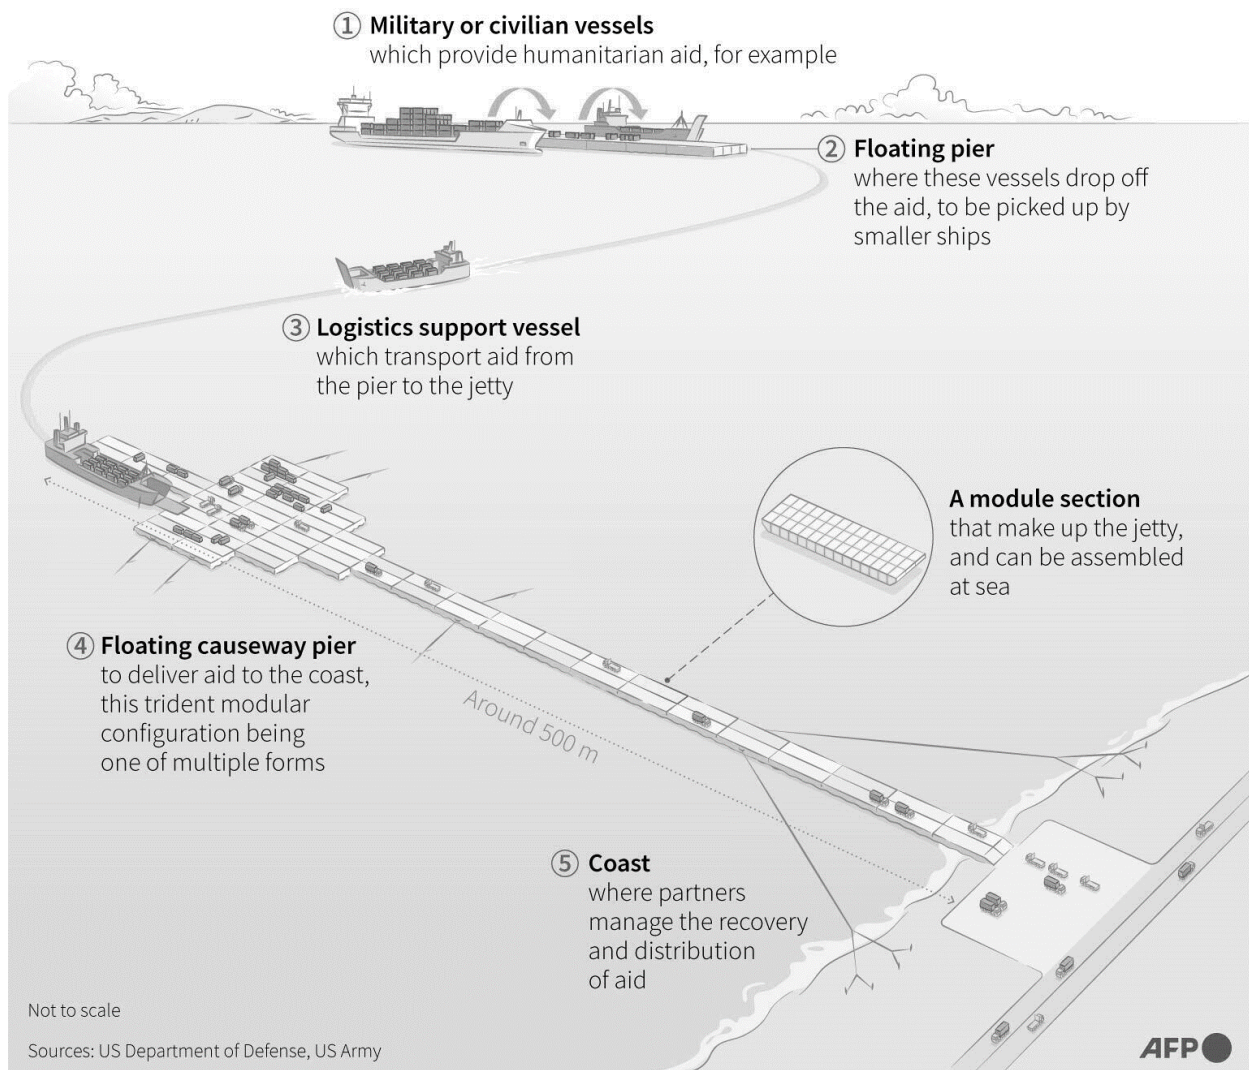 ① Military or civilian vessels
which provide humanitarian aid, for example
② Floating pier
where these vessels drop off
the aid, to be picked up by
smaller ships
③ Logistics support vessel
which transport aid from
the pier to the jetty
A module section
that make up the jetty,
and can be assembled
at sea
④ Floating causeway pier
to deliver aid to the coast,
this trident modular
configuration being
one of multiple forms
Around 500 m
⑤ Coast
where partners
manage the recovery
and distribution
of aid
Not to scale
Sources: US Department of Defense, US Army
AFP